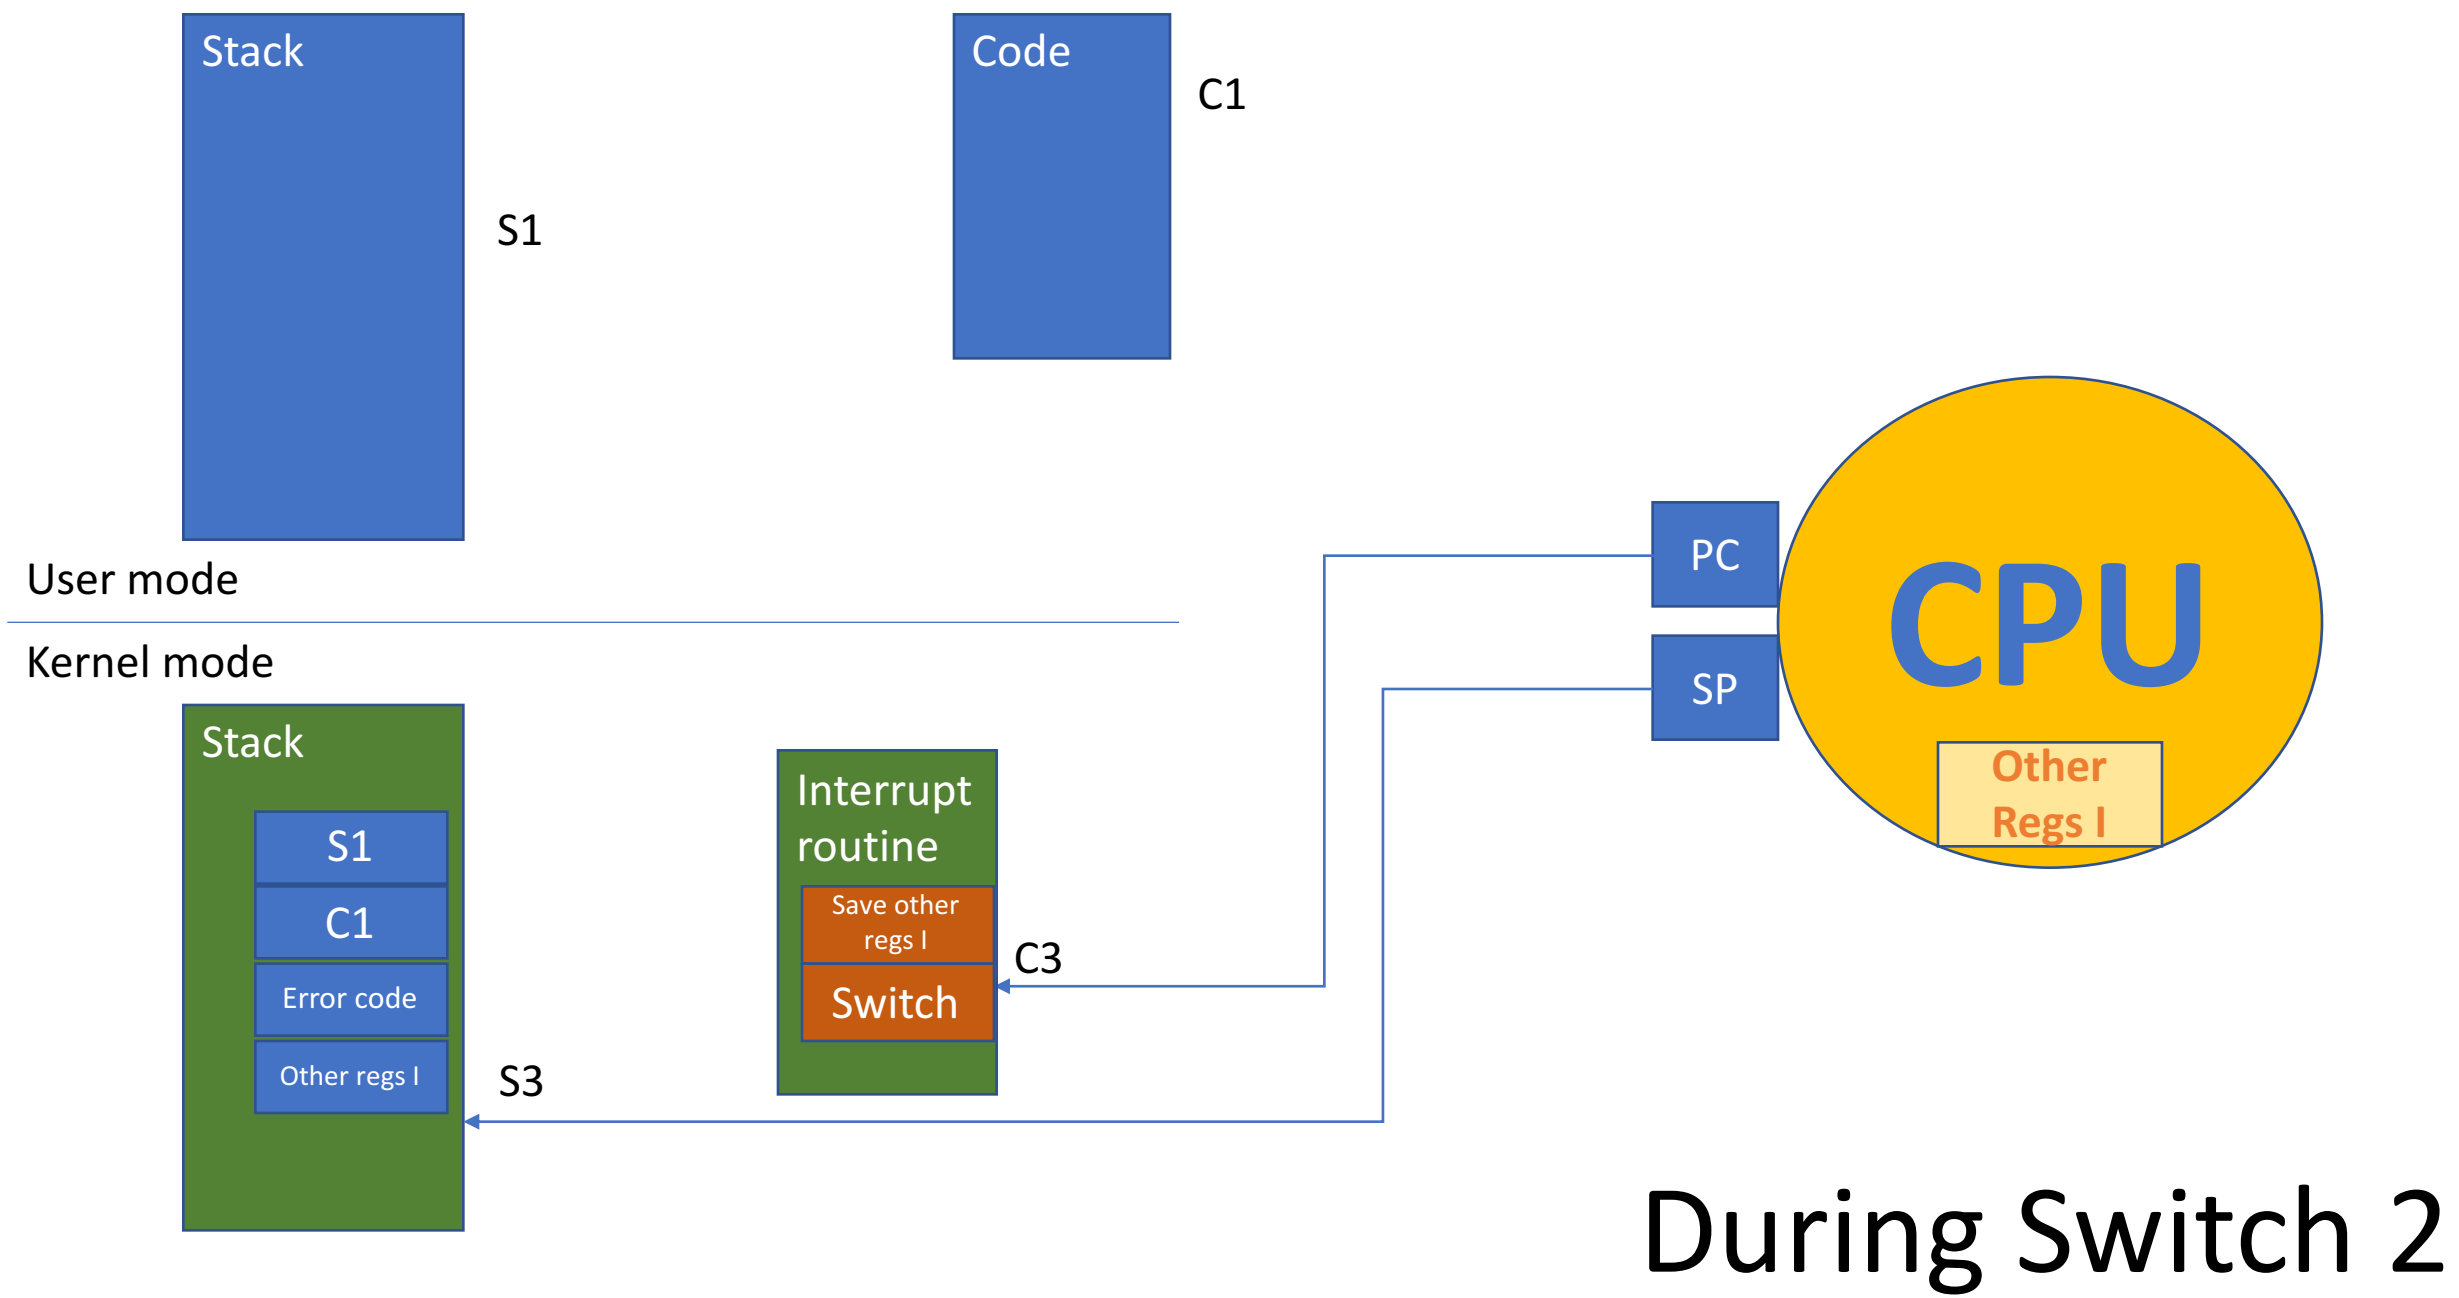 Stack
Code
C1
S1
User mode
Kernel mode
PC
SP
CPU
Other
Regs I
Stack
S1
C1
Error code
Other regs I
S3
Interrupt
routine
Save other
regs I
Switch
C3
During Switch 2